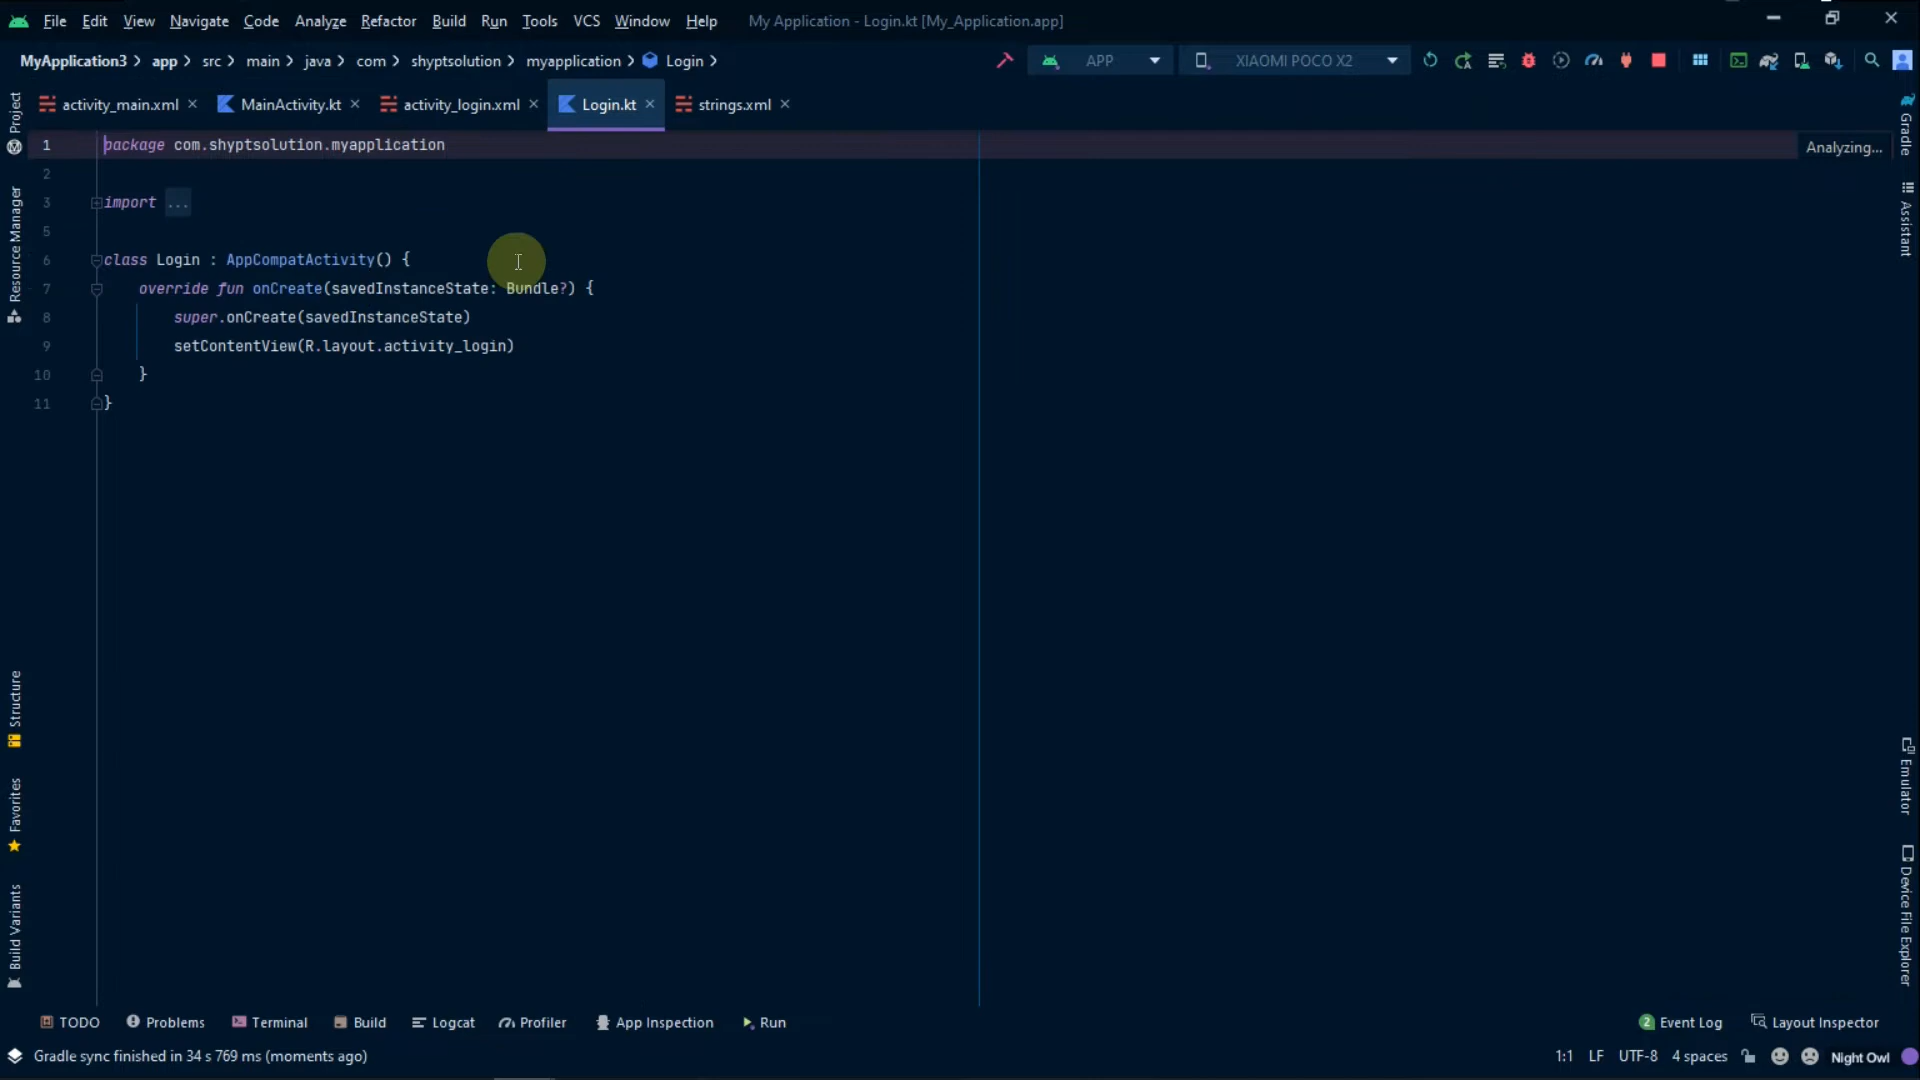 File Edit View Navigate Code Analyze Refactor Build Run Tools VCS Window Help My Application - Login.kt [My_Application.app]
MyApplication3 app src main java com shyptsolution myapplication Login APP XIAOMI POCO X2
activity_main.xml MainActivity.kt activity_login.xml Login.kt strings.xml
1 package com.shyptsolution.myapplication
Analyzing...
2
3 import ...
5
6 class Login : AppCompatActivity() {
7 override fun onCreate(savedInstanceState: Bundle?) {
8 super.onCreate(savedInstanceState)
9 setContentView(R.layout.activity_login)
10 }
11 }
Project
Resource Manager
Structure
Favorites
Build Variants
Gradle
Assistant
Emulator
Device File Explorer
TODO Problems Terminal Build Logcat Profiler App Inspection Run 2 Event Log Layout Inspector
Gradle sync finished in 34 s 769 ms (moments ago) 1:1 LF UTF-8 4 spaces Night Owl